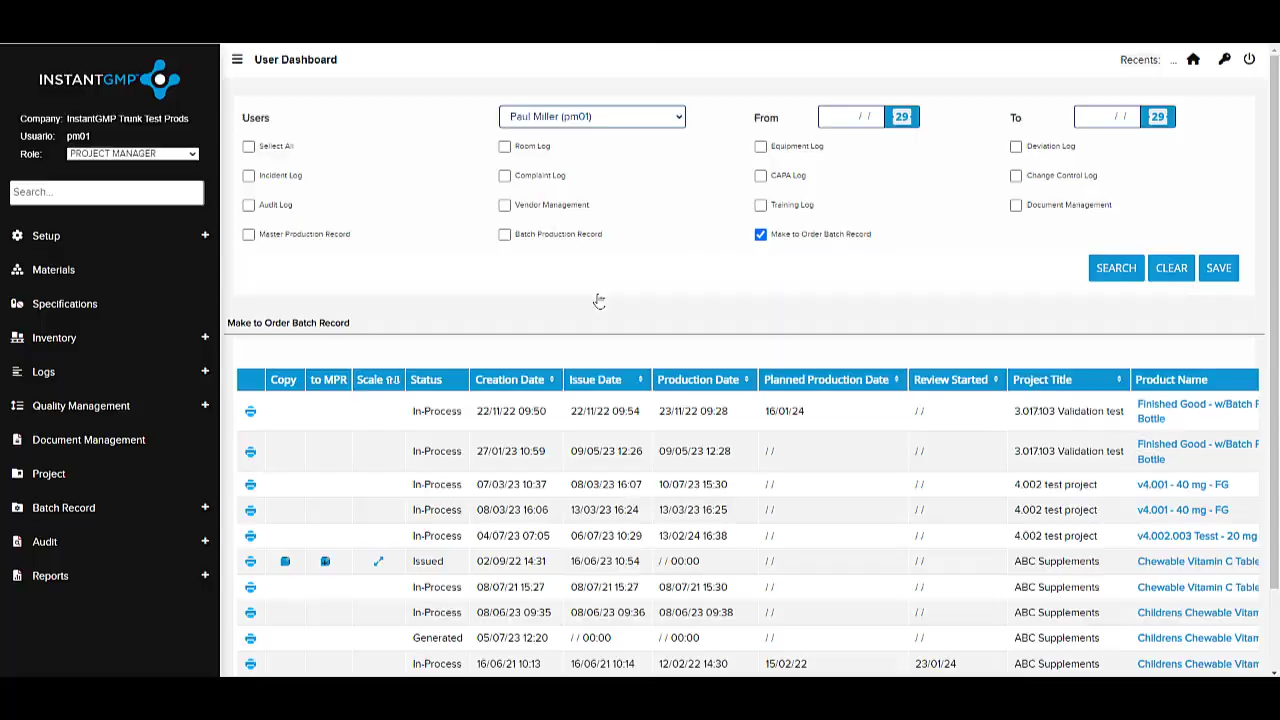 User Dashboard
Recents: ...
INSTANTGMP
Company: InstantGMP Trunk Test Prods
Usuario: pm01
Role: PROJECT MANAGER
Search...
Setup +
Materials
Specifications
Inventory +
Logs +
Quality Management +
Document Management
Project
Batch Record +
Audit +
Reports +
Users Paul Miller (pm01) From / / 29 To / / 29
Select All Room Log Equipment Log Deviation Log
Incident Log Complaint Log CAPA Log Change Control Log
Audit Log Vendor Management Training Log Document Management
Master Production Record Batch Production Record Make to Order Batch Record
SEARCH CLEAR SAVE
Make to Order Batch Record
Copy to MPR Scale Status Creation Date Issue Date Production Date Planned Production Date Review Started Project Title Product Name
In-Process 22/11/22 09:50 22/11/22 09:54 23/11/22 09:28 16/01/24 / / 3.017.103 Validation test Finished Good - w/Batch
Bottle
In-Process 27/01/23 10:59 09/05/23 12:26 09/05/23 12:28 / / / / 3.017.103 Validation test Finished Good - w/Batch
Bottle
In-Process 07/03/23 10:37 08/03/23 16:07 10/07/23 15:30 / / / / 4.002 test project v4.001 - 40 mg - FG
In-Process 08/03/23 16:06 13/03/23 16:24 13/03/23 16:25 / / / / 4.002 test project v4.001 - 40 mg - FG
In-Process 04/07/23 07:05 06/07/23 10:29 13/02/24 16:38 / / / / 4.002 test project v4.002.003 Tesst - 20 mg
Issued 02/09/22 14:31 16/06/23 10:54 / / 00:00 / / / / ABC Supplements Chewable Vitamin C Table
In-Process 08/07/21 15:27 08/07/21 15:27 08/07/21 15:30 / / / / ABC Supplements Chewable Vitamin C Table
In-Process 08/06/23 09:35 08/06/23 09:36 08/06/23 09:38 / / / / ABC Supplements Childrens Chewable Vitam
Generated 05/07/23 12:20 / / 00:00 / / 00:00 / / / / ABC Supplements Childrens Chewable Vitam
In-Process 16/06/21 10:13 16/06/21 10:14 12/02/22 14:30 15/02/22 23/01/24 ABC Supplements Childrens Chewable Vitam